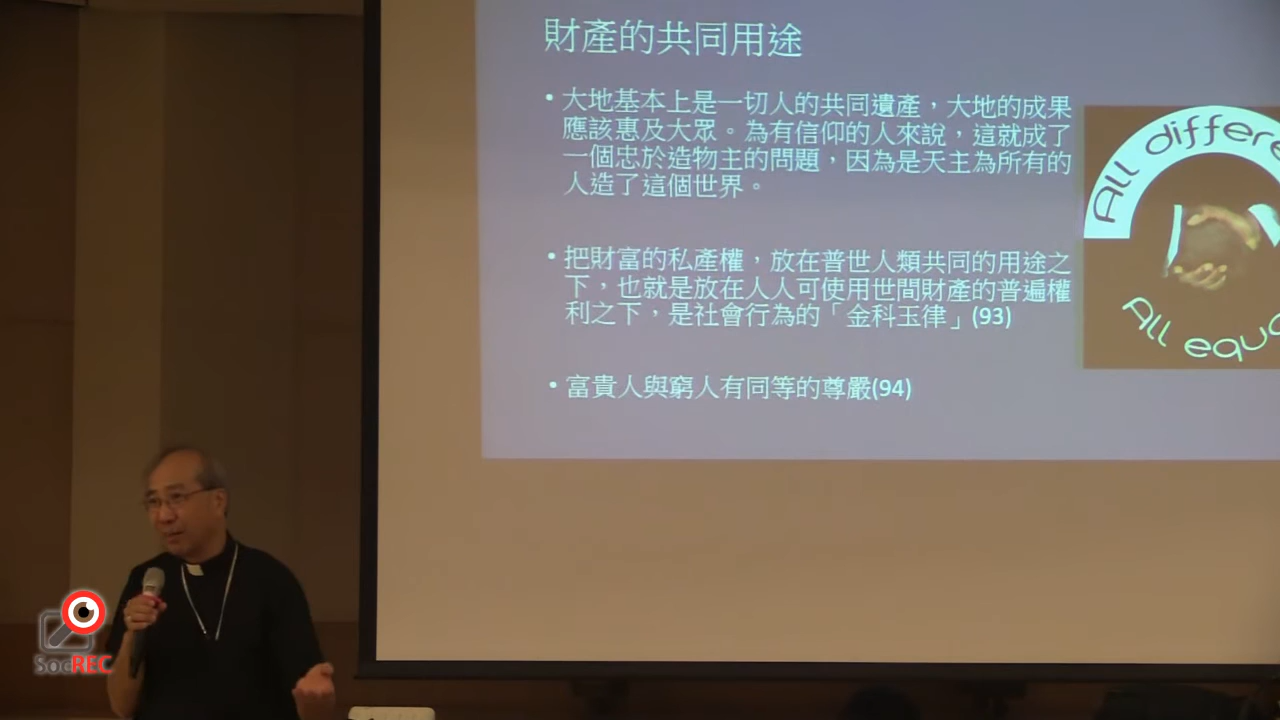 財產的共同用途
• 大地基本上是一切人的共同遺產，大地的成果
應該惠及大眾。為有信仰的人來說，這就成了
一個忠於造物主的問題，因為是天主為所有的
人造了這個世界。
• 把財富的私產權，放在普世人類共同的用途之
下，也就是放在人人可使用世間財產的普遍權
利之下，是社會行為的「金科玉律」(93)
• 富貴人與窮人有同等的尊嚴(94)
All differe
All equa
SocREC